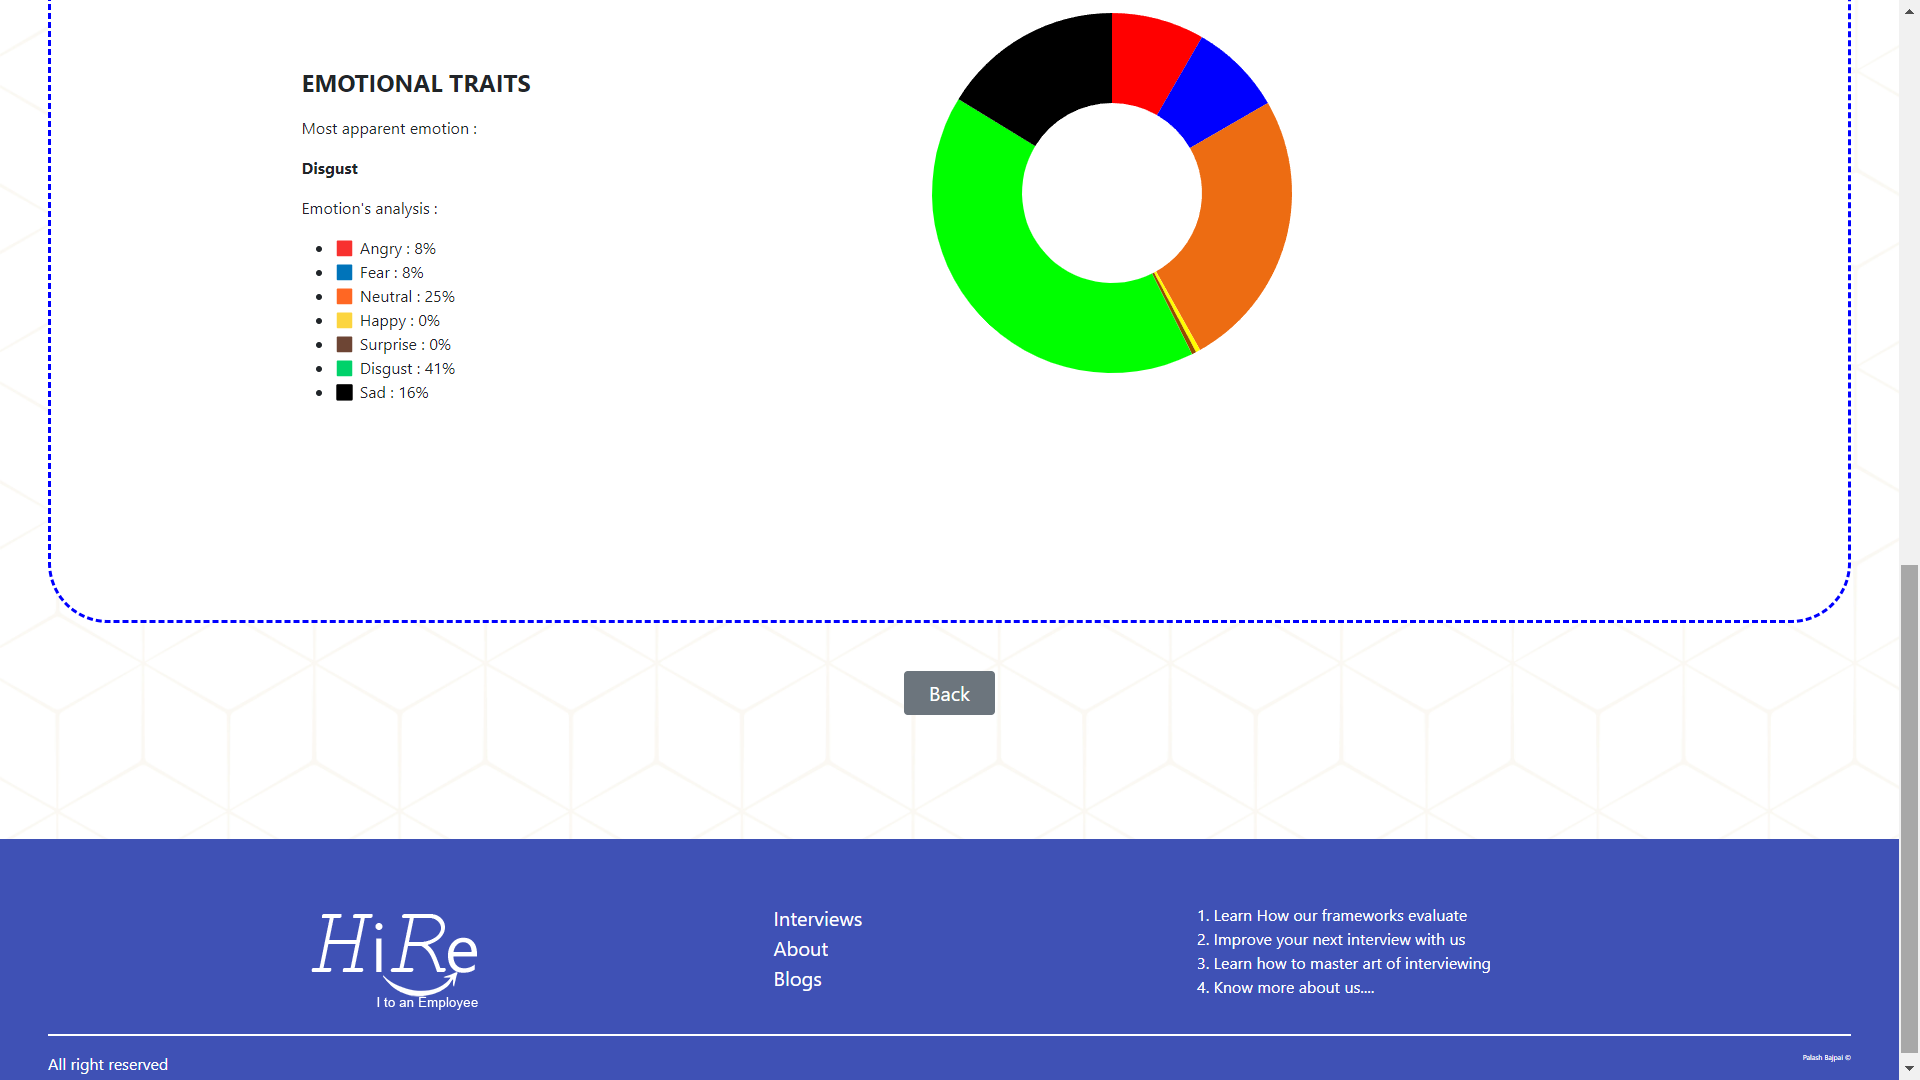 EMOTIONAL TRAITS
Most apparent emotion :
Disgust
Emotion's analysis :
Angry : 8%
Fear : 8%
Neutral : 25%
Happy : 0%
Surprise : 0%
Disgust : 41%
Sad : 16%
Back
HiRe
I to an Employee
Interviews
About
Blogs
1. Learn How our frameworks evaluate
2. Improve your next interview with us
3. Learn how to master art of interviewing
4. Know more about us....
All right reserved
Palash Bajpai ©